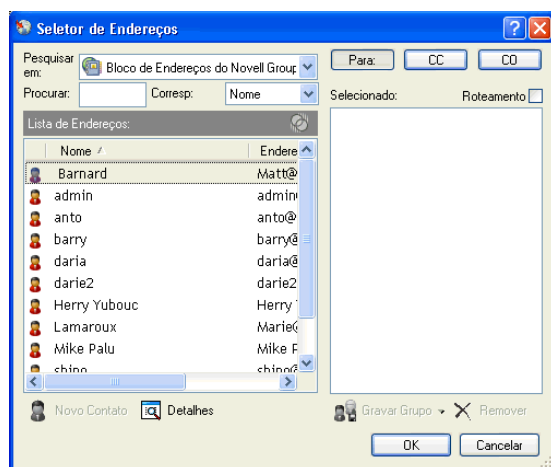 Seletor de Endereços
Pesquisar em:
Bloco de Endereços do Novell Group
Para:
CC
CO
Procurar:
Corresp:
Nome
Selecionado:
Roteamento
Lista de Endereços:
Nome
Endere
Barnard Matt@
admin admin
anto anto@
barry barry@
daria daria@
darie2 darie2
Herry Yubouc Herry
Lamaroux Marie@
Mike Palu Mike
Novo Contato
Detalhes
Gravar Grupo
Remover
OK
Cancelar